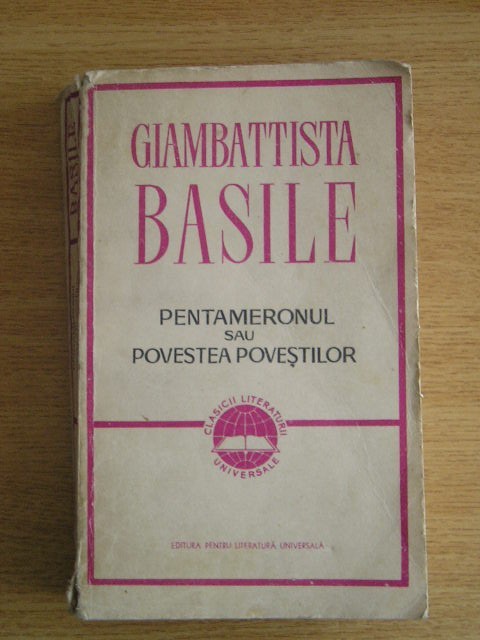 GIAMBATTISTA
BASILE
PENTAMERONUL
SAU
POVESTEA POVEȘTILOR
CLASICII LITERATURII
UNIVERSALE
EDITURA PENTRU LITERATURĂ UNIVERSALĂ
BASILE